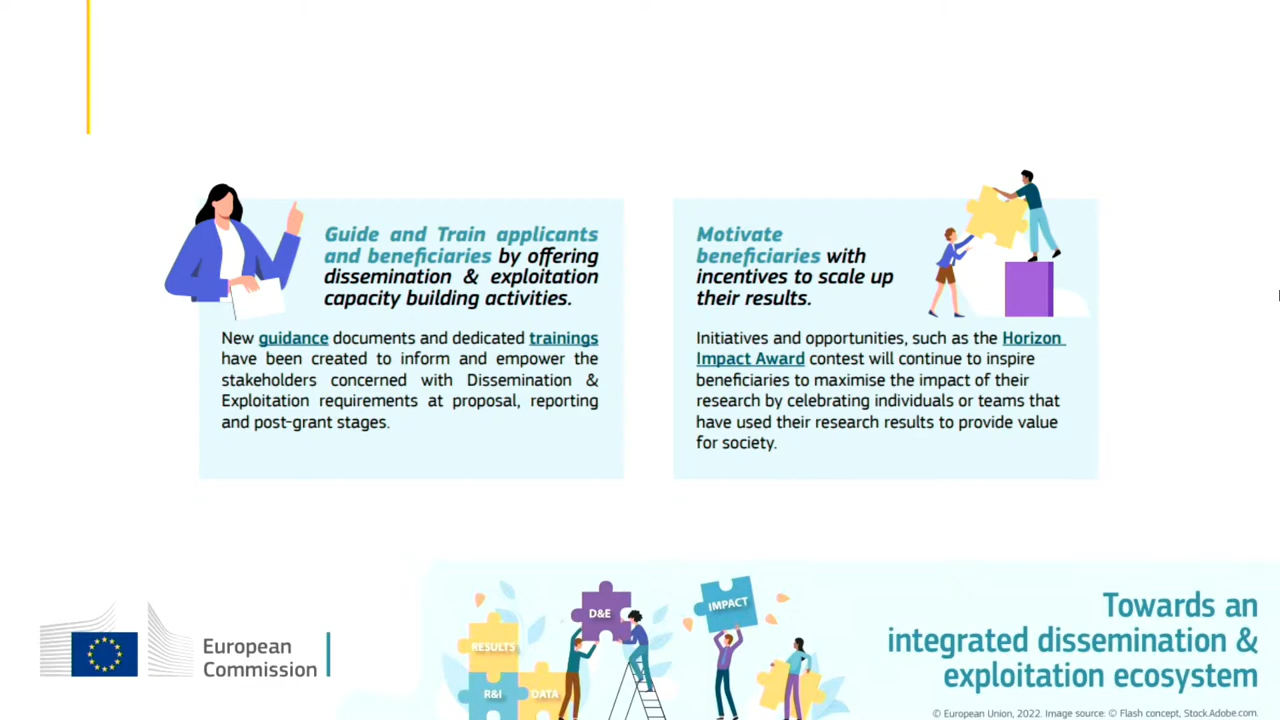 Guide and Train applicants
and beneficiaries by offering
dissemination & exploitation
capacity building activities.
New guidance documents and dedicated trainings
have been created to inform and empower the
stakeholders concerned with Dissemination &
Exploitation requirements at proposal, reporting
and post-grant stages.
Motivate
beneficiaries with
incentives to scale up
their results.
Initiatives and opportunities, such as the Horizon
Impact Award contest will continue to inspire
beneficiaries to maximise the impact of their
research by celebrating individuals or teams that
have used their research results to provide value
for society.
European
Commission
RESULTS
R&I
DATA
D&E
IMPACT
Towards an
integrated dissemination &
exploitation ecosystem
© European Union, 2022. Image source: © Flash concept, Stock.Adobe.com.